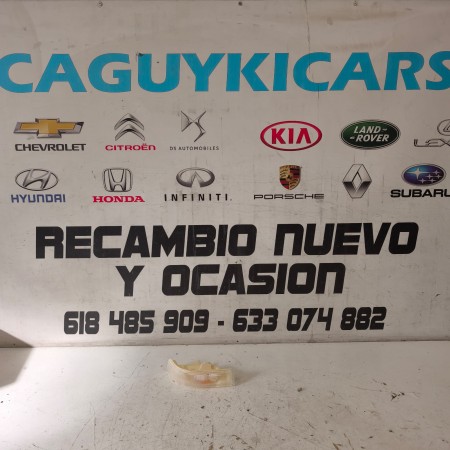 CAGUYKICARS
CHEVROLET CITROËN DS AUTOMOBILES KIA LAND- ROVER
HYUNDAI HONDA INFINITI PORSCHE RENAULT SUBARU
RECAMBIO NUEVO
Y OCASION
618 485 909 - 633 074 882